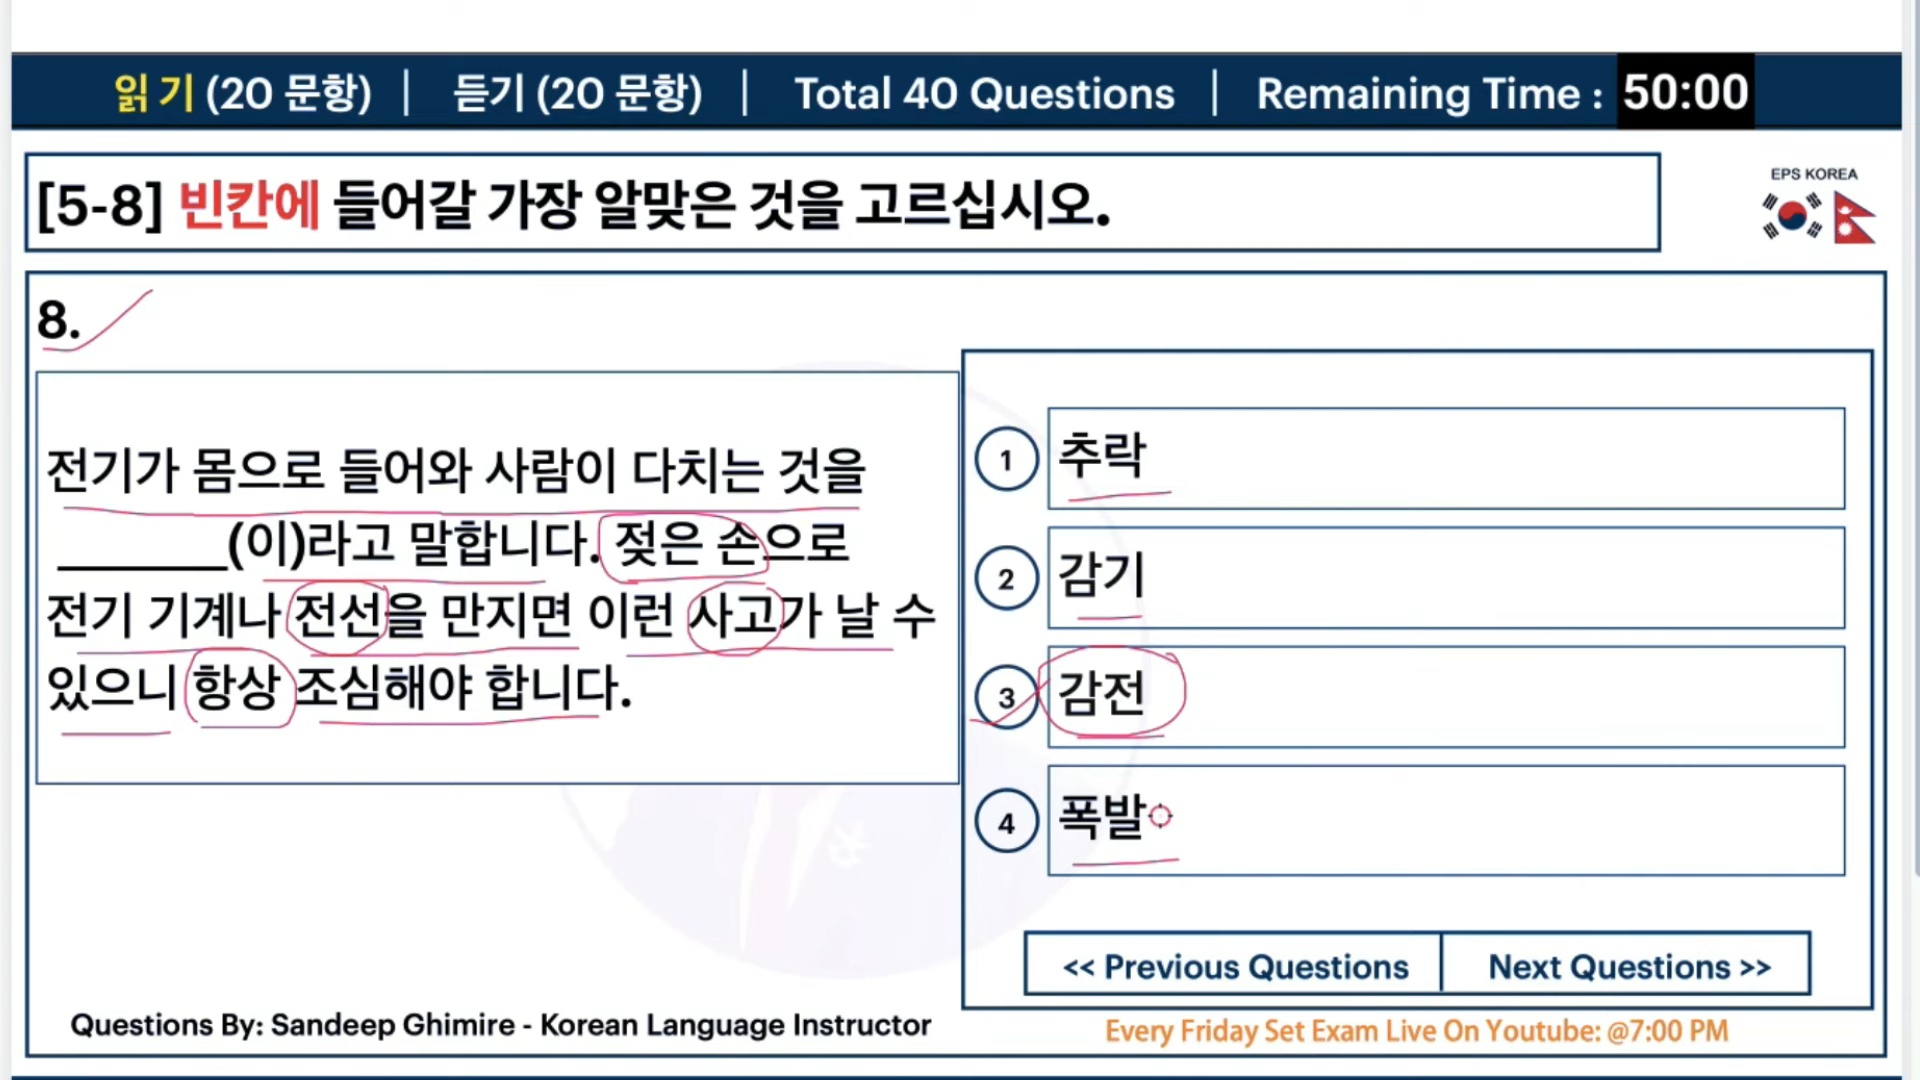 읽 기 (20 문항) | 듣기 (20 문항) | Total 40 Questions | Remaining Time : 50:00
[5-8] 빈칸에 들어갈 가장 알맞은 것을 고르십시오.
EPS KOREA
8.
전기가 몸으로 들어와 사람이 다치는 것을
_______(이)라고 말합니다. 젖은 손으로
전기 기계나 전선을 만지면 이런 사고가 날 수
있으니 항상 조심해야 합니다.
1 추락
2 감기
3 감전
4 폭발
<< Previous Questions
Next Questions >>
Questions By: Sandeep Ghimire - Korean Language Instructor
Every Friday Set Exam Live On Youtube: @7:00 PM